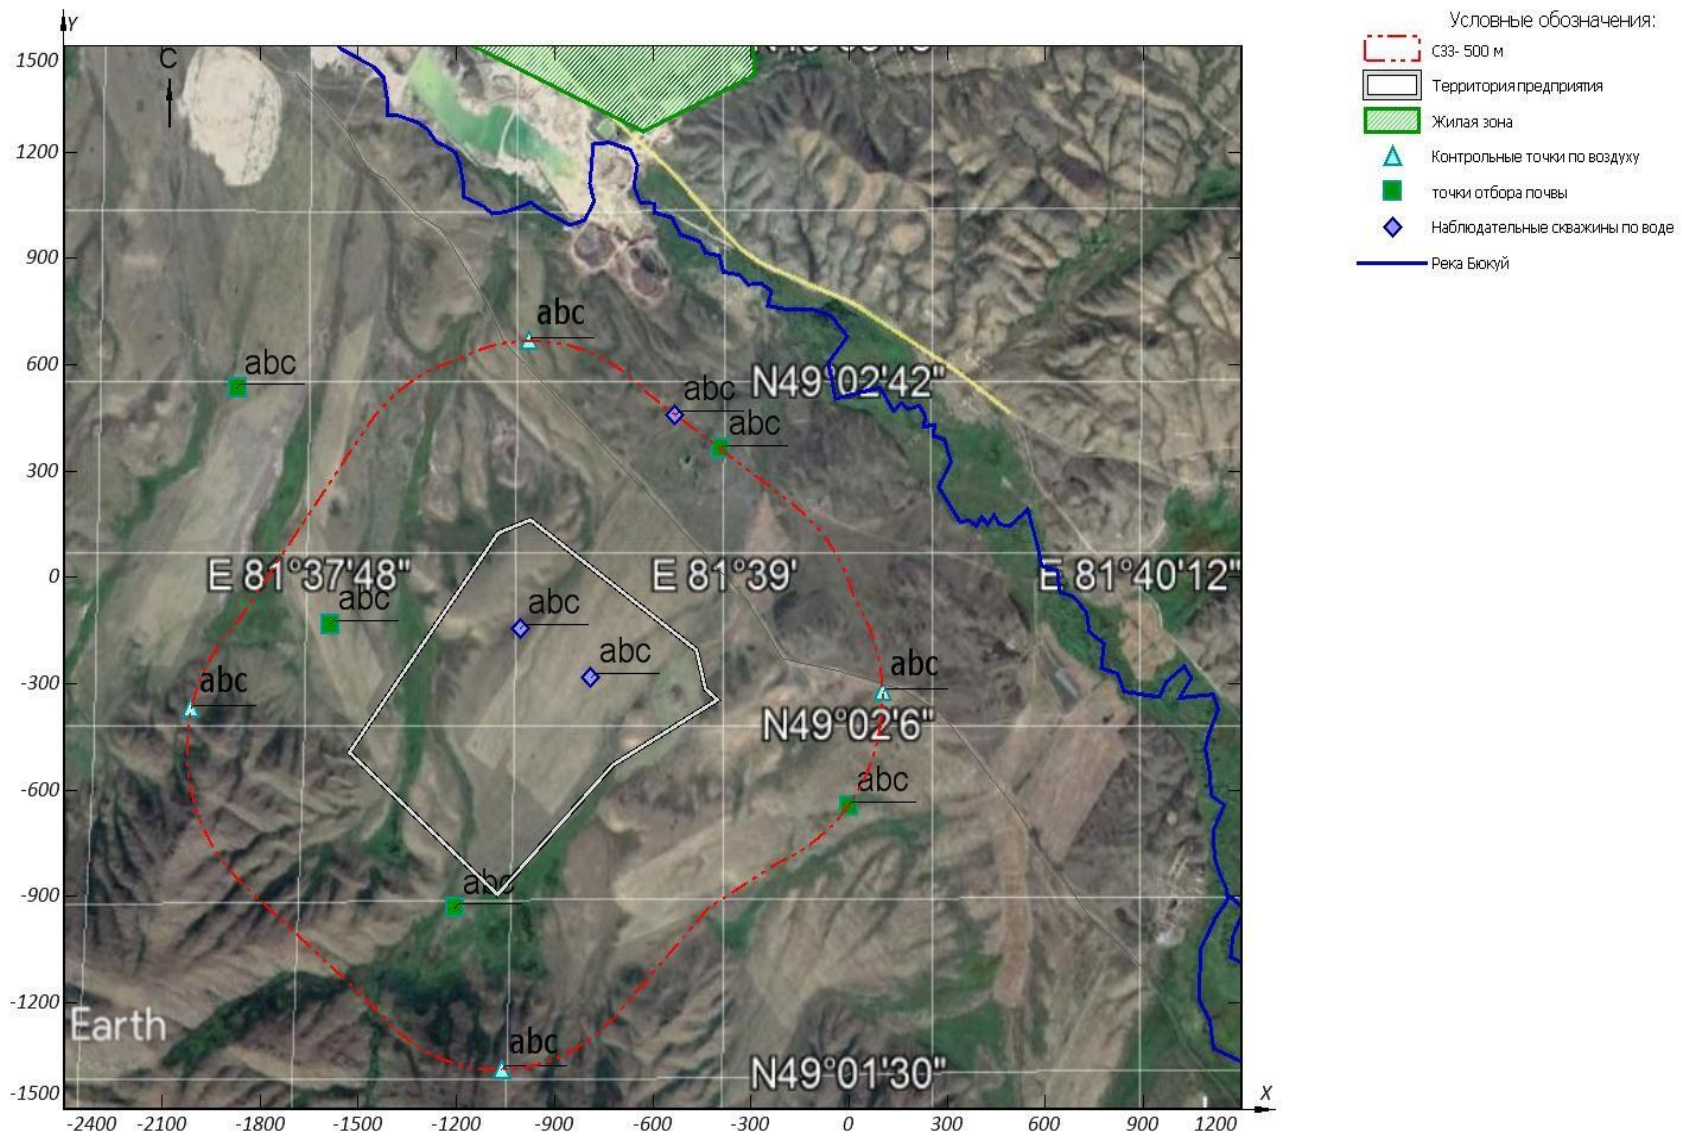 Y
Условные обозначения:
СЗЗ- 500 м
Территория предприятия
Жилая зона
Контрольные точки по воздуху
точки отбора почвы
Наблюдательные скважины по воде
Река Бюкуй
С
1500
1200
900
abc
600
abc
N49°02'42"
abc
abc
300
0
E 81°37'48"
E 81°39'
E 81°40'12"
abc
abc
abc
-300
abc
abc
N49°02'6"
-600
abc
-900
abc
-1200
Earth
abc
N49°01'30"
-1500
X
-2400 -2100 -1800 -1500 -1200 -900 -600 -300 0 300 600 900 1200